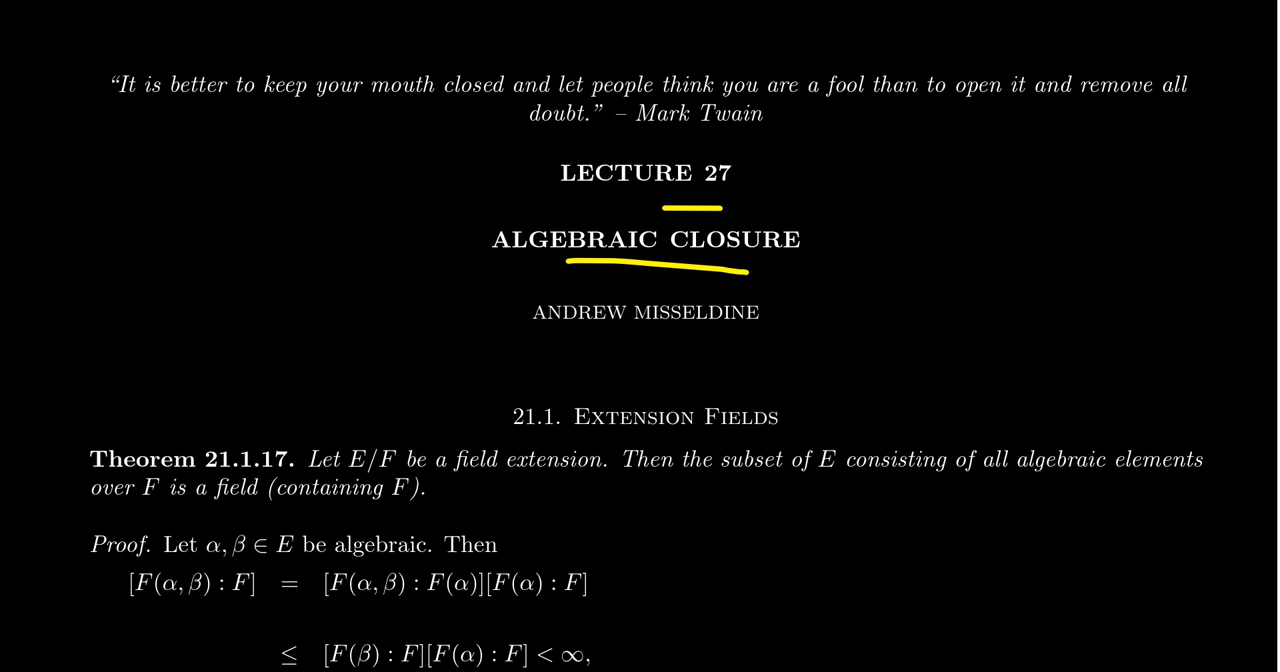 “It is better to keep your mouth closed and let people think you are a fool than to open it and remove all
doubt.” – Mark Twain
LECTURE 27
ALGEBRAIC CLOSURE
ANDREW MISSELDINE
21.1. Extension Fields
Theorem 21.1.17. Let E/F be a field extension. Then the subset of E consisting of all algebraic elements
over F is a field (containing F).
Proof. Let α, β ∈ E be algebraic. Then
[F(α, β) : F] = [F(α, β) : F(α)][F(α) : F]
≤ [F(β) : F][F(α) : F] < ∞,